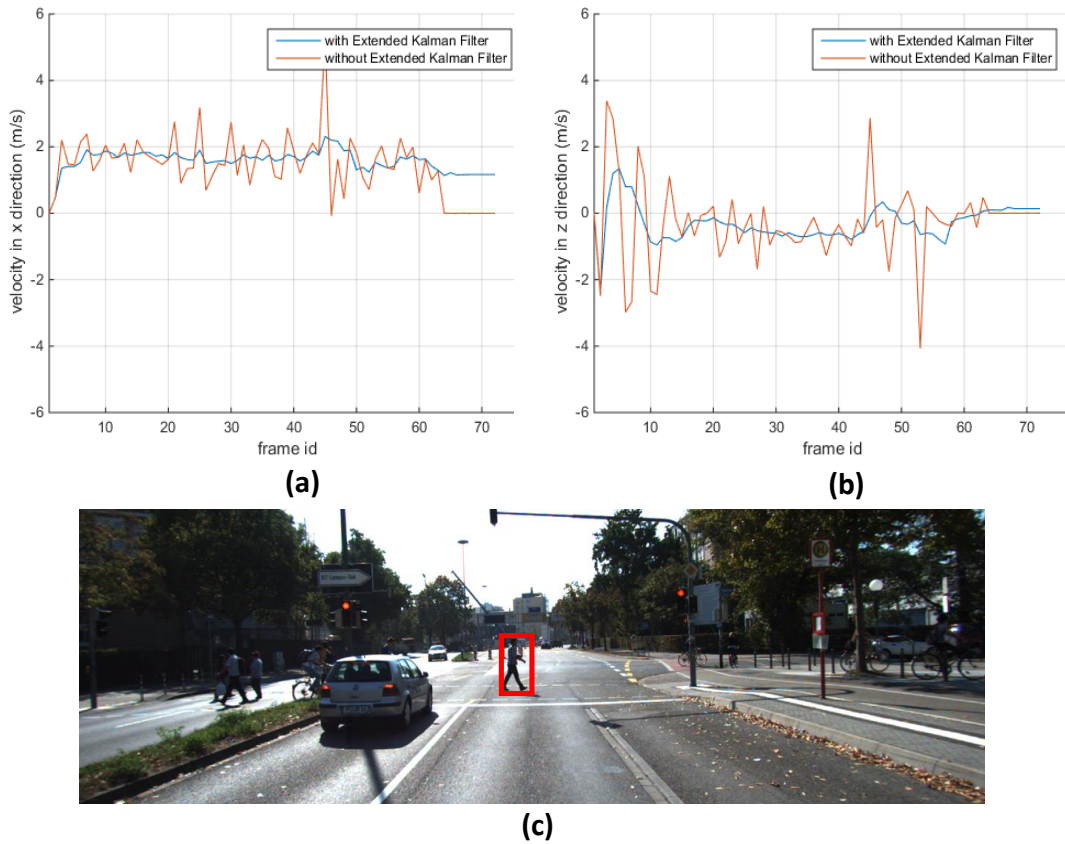 6
4
2
0
-2
-4
-6
velocity in x direction (m/s)
with Extended Kalman Filter
without Extended Kalman Filter
10
20
30
40
50
60
70
frame id
(a)
6
4
2
0
-2
-4
-6
velocity in z direction (m/s)
with Extended Kalman Filter
without Extended Kalman Filter
10
20
30
40
50
60
70
frame id
(b)
(c)